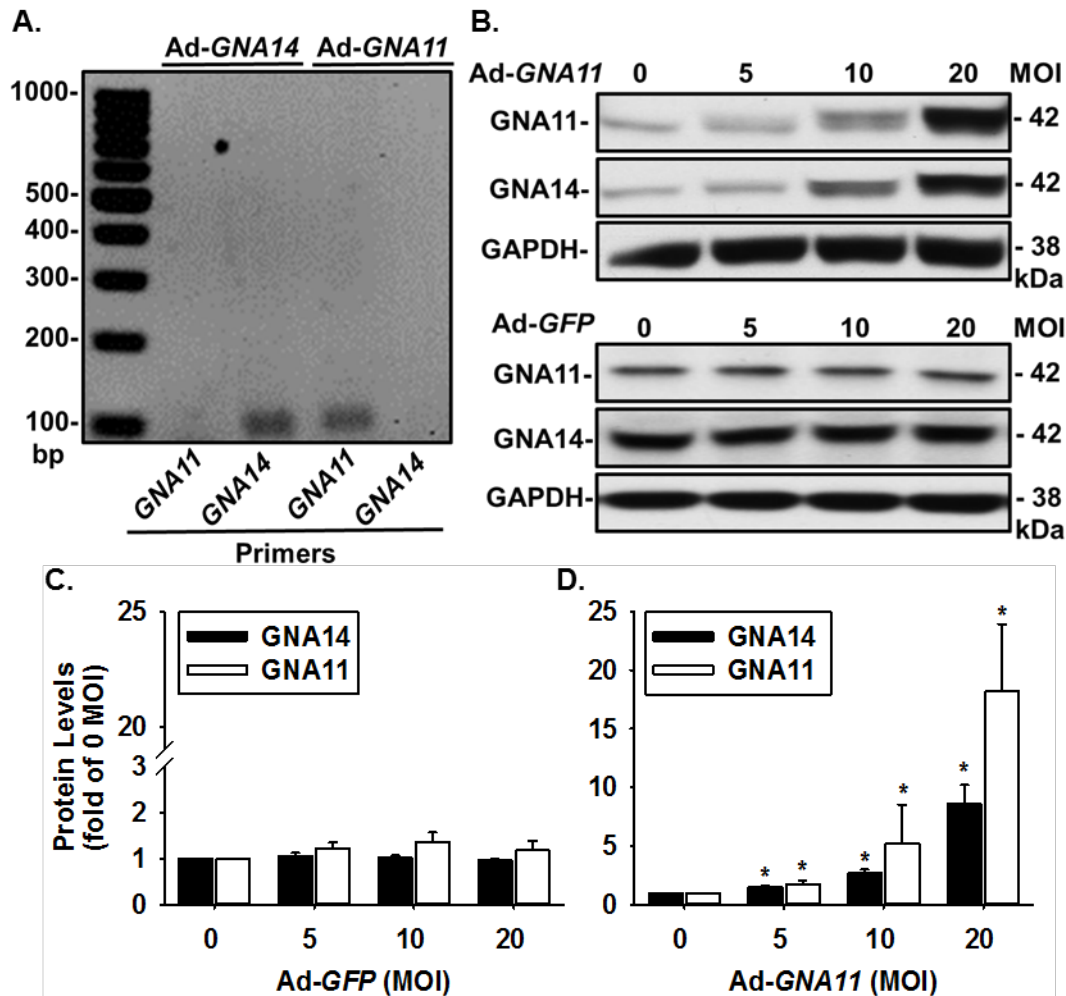 A.
Ad-GNA14 Ad-GNA11
1000-
500-
400-
300-
200-
100-
bp
GNA11 GNA14 GNA11 GNA14
Primers
B.
Ad-GNA11 0 5 10 20 MOI
GNA11- - 42
GNA14- - 42
GAPDH- - 38
kDa
Ad-GFP 0 5 10 20 MOI
GNA11- - 42
GNA14- - 42
GAPDH- - 38
kDa
C.
Protein Levels
(fold of 0 MOI)
25
20
3
2
1
0
GNA14
GNA11
0 5 10 20
Ad-GFP (MOI)
D.
25
20
15
10
5
0
GNA14
GNA11
* * * * * *
0 5 10 20
Ad-GNA11 (MOI)